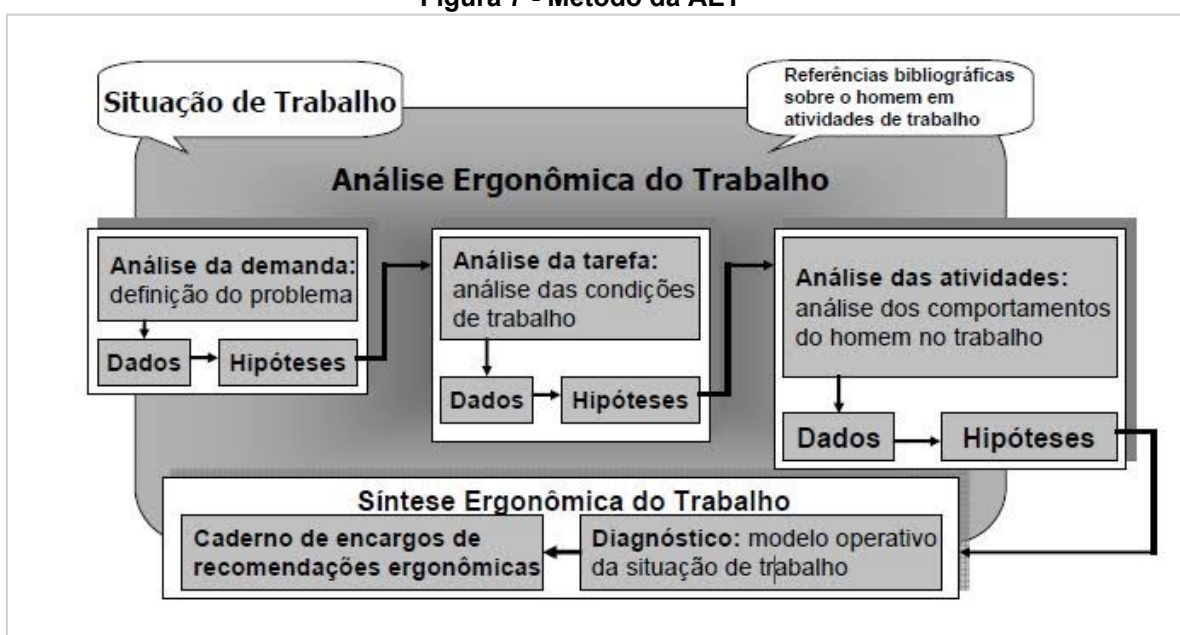 Figura 7 - Método da AET
Situação de Trabalho
Referências bibliográficas
sobre o homem em
atividades de trabalho
Análise Ergonômica do Trabalho
Análise da demanda:
definição do problema
Dados
Hipóteses
Análise da tarefa:
análise das condições
de trabalho
Dados
Hipóteses
Análise das atividades:
análise dos comportamentos
do homem no trabalho
Dados
Hipóteses
Síntese Ergonômica do Trabalho
Caderno de encargos de
recomendações ergonômicas
Diagnóstico: modelo operativo
da situação de trabalho